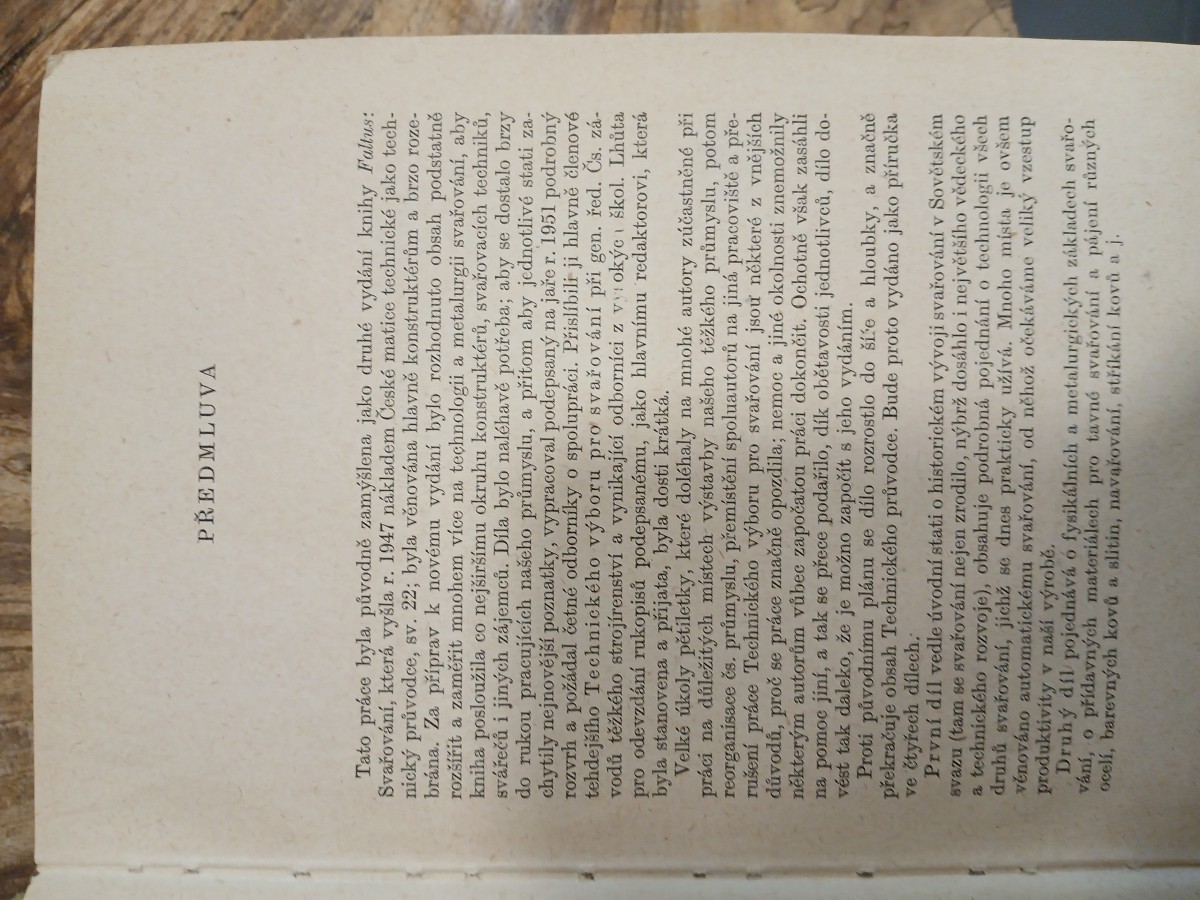 PŘEDMLUVA
Tato práce byla původně zamýšlena jako druhé vydání knihy Faltus:
Svařování, která vyšla r. 1947 nákladem České matice technické jako tech-
nický průvodce, sv. 22; byla věnována hlavně konstruktérům a brzo roze-
brána. Za příprav k novému vydání bylo rozhodnuto obsah podstatně
rozšířit a zaměřit mnohem více na technologii a metalurgii svařování, aby
kniha posloužila co nejširšímu okruhu konstruktérů, svařovacích techniků,
svářečů i jiných zájemců. Díla bylo naléhavě potřeba; aby se dostalo brzy
do rukou pracujících našeho průmyslu, a přitom aby jednotlivé stati za-
chytily nejnovější poznatky, vypracoval podepsaný na jaře r. 1951 podrobný
rozvrh a požádal četné odborníky o spolupráci. Přislíbili ji hlavně členové
tehdejšího Technického výboru pro svařování při gen. řed. Čs. zá-
vodů těžkého strojírenství a vynikající odborníci z vysokých škol. Lhůta
pro odevzdání rukopisů podepsanému, jako hlavnímu redaktorovi, která
byla stanovena a přijata, byla dosti krátká.
Velké úkoly pětiletky, které doléhaly na mnohé autory zúčastněné při
práci na důležitých místech výstavby našeho těžkého průmyslu, potom
reorganisace čs. průmyslu, přemístění spoluautorů na jiná pracoviště a pře-
rušení práce Technického výboru pro svařování jsou některé z vnějších
důvodů, proč se práce značně opozdila; nemoc a jiné okolnosti znemožnily
některým autorům vůbec započatou práci dokončit. Ochotně však zasáhli
na pomoc jiní, a tak se přece podařilo, dík obětavosti jednotlivců, dílo do-
vést tak daleko, že je možno započít s jeho vydáním.
Proti původnímu plánu se dílo rozrostlo do šíře a hloubky, a značně
překračuje obsah Technického průvodce. Bude proto vydáno jako příručka
ve čtyřech dílech.
První díl vedle úvodní stati o historickém vývoji svařování v Sovětském
svazu (tam se svařování nejen zrodilo, nýbrž dosáhlo i největšího vědeckého
a technického rozvoje), obsahuje podrobná pojednání o technologii všech
druhů svařování, jichž se dnes prakticky užívá. Mnoho místa je ovšem
věnováno automatickému svařování, od něhož očekáváme veliký vzestup
produktivity v naší výrobě.
Druhý díl pojednává o fysikálních a metalurgických základech svařo-
vání, o přídavných materiálech pro tavné svařování a pájení různých
ocelí, barevných kovů a slitin, navařování, stříkání kovů a j.